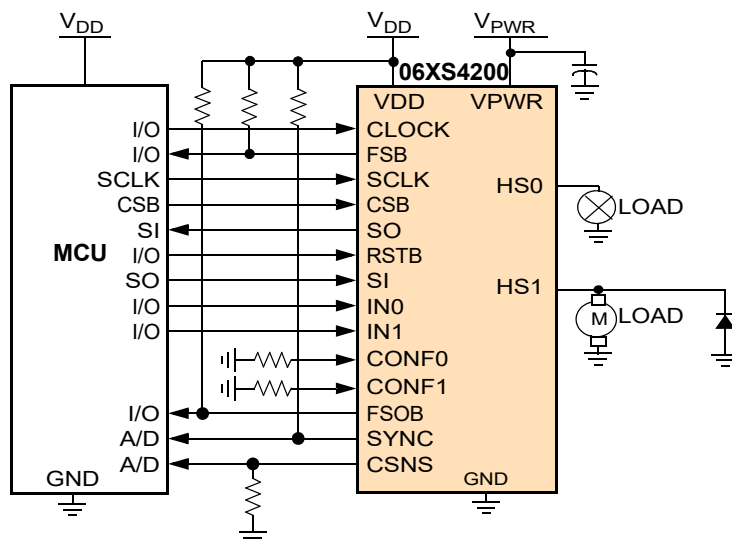 VDD VDD VPWR
06XS4200
VDD VPWR
I/O CLOCK
I/O FSB
SCLK SCLK
HS0
CSB CSB
LOAD
SI SO
MCU
I/O RSTB
SO SI
HS1
I/O IN0
M LOAD
I/O IN1
CONF0
CONF1
I/O FSOB
A/D SYNC
A/D CSNS
GND GND